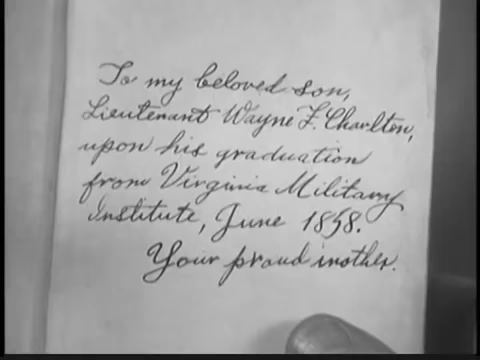 To my beloved son,
Lieutenant Wayne F. Charlton,
upon his graduation
from Virginia Military
Institute, June 1858.
Your proud mother.